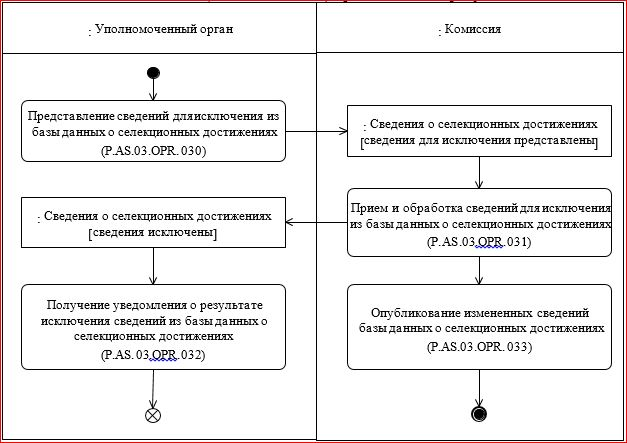 : Уполномоченный орган
: Комиссия
Представление сведений для исключения из
базы данных о селекционных достижениях
(P.AS.03.OPR.030)
: Сведения о селекционных достижениях
[сведения для исключения представлены]
Прием и обработка сведений для исключения
из базы данных о селекционных достижениях
(P.AS.03.OPR.031)
: Сведения о селекционных достижениях
[сведения исключены]
Получение уведомления о результате
исключения сведений из базы данных о
селекционных достижениях
(P.AS.03.OPR.032)
Опубликование измененных сведений
базы данных о селекционных достижениях
(P.AS.03.OPR.033)